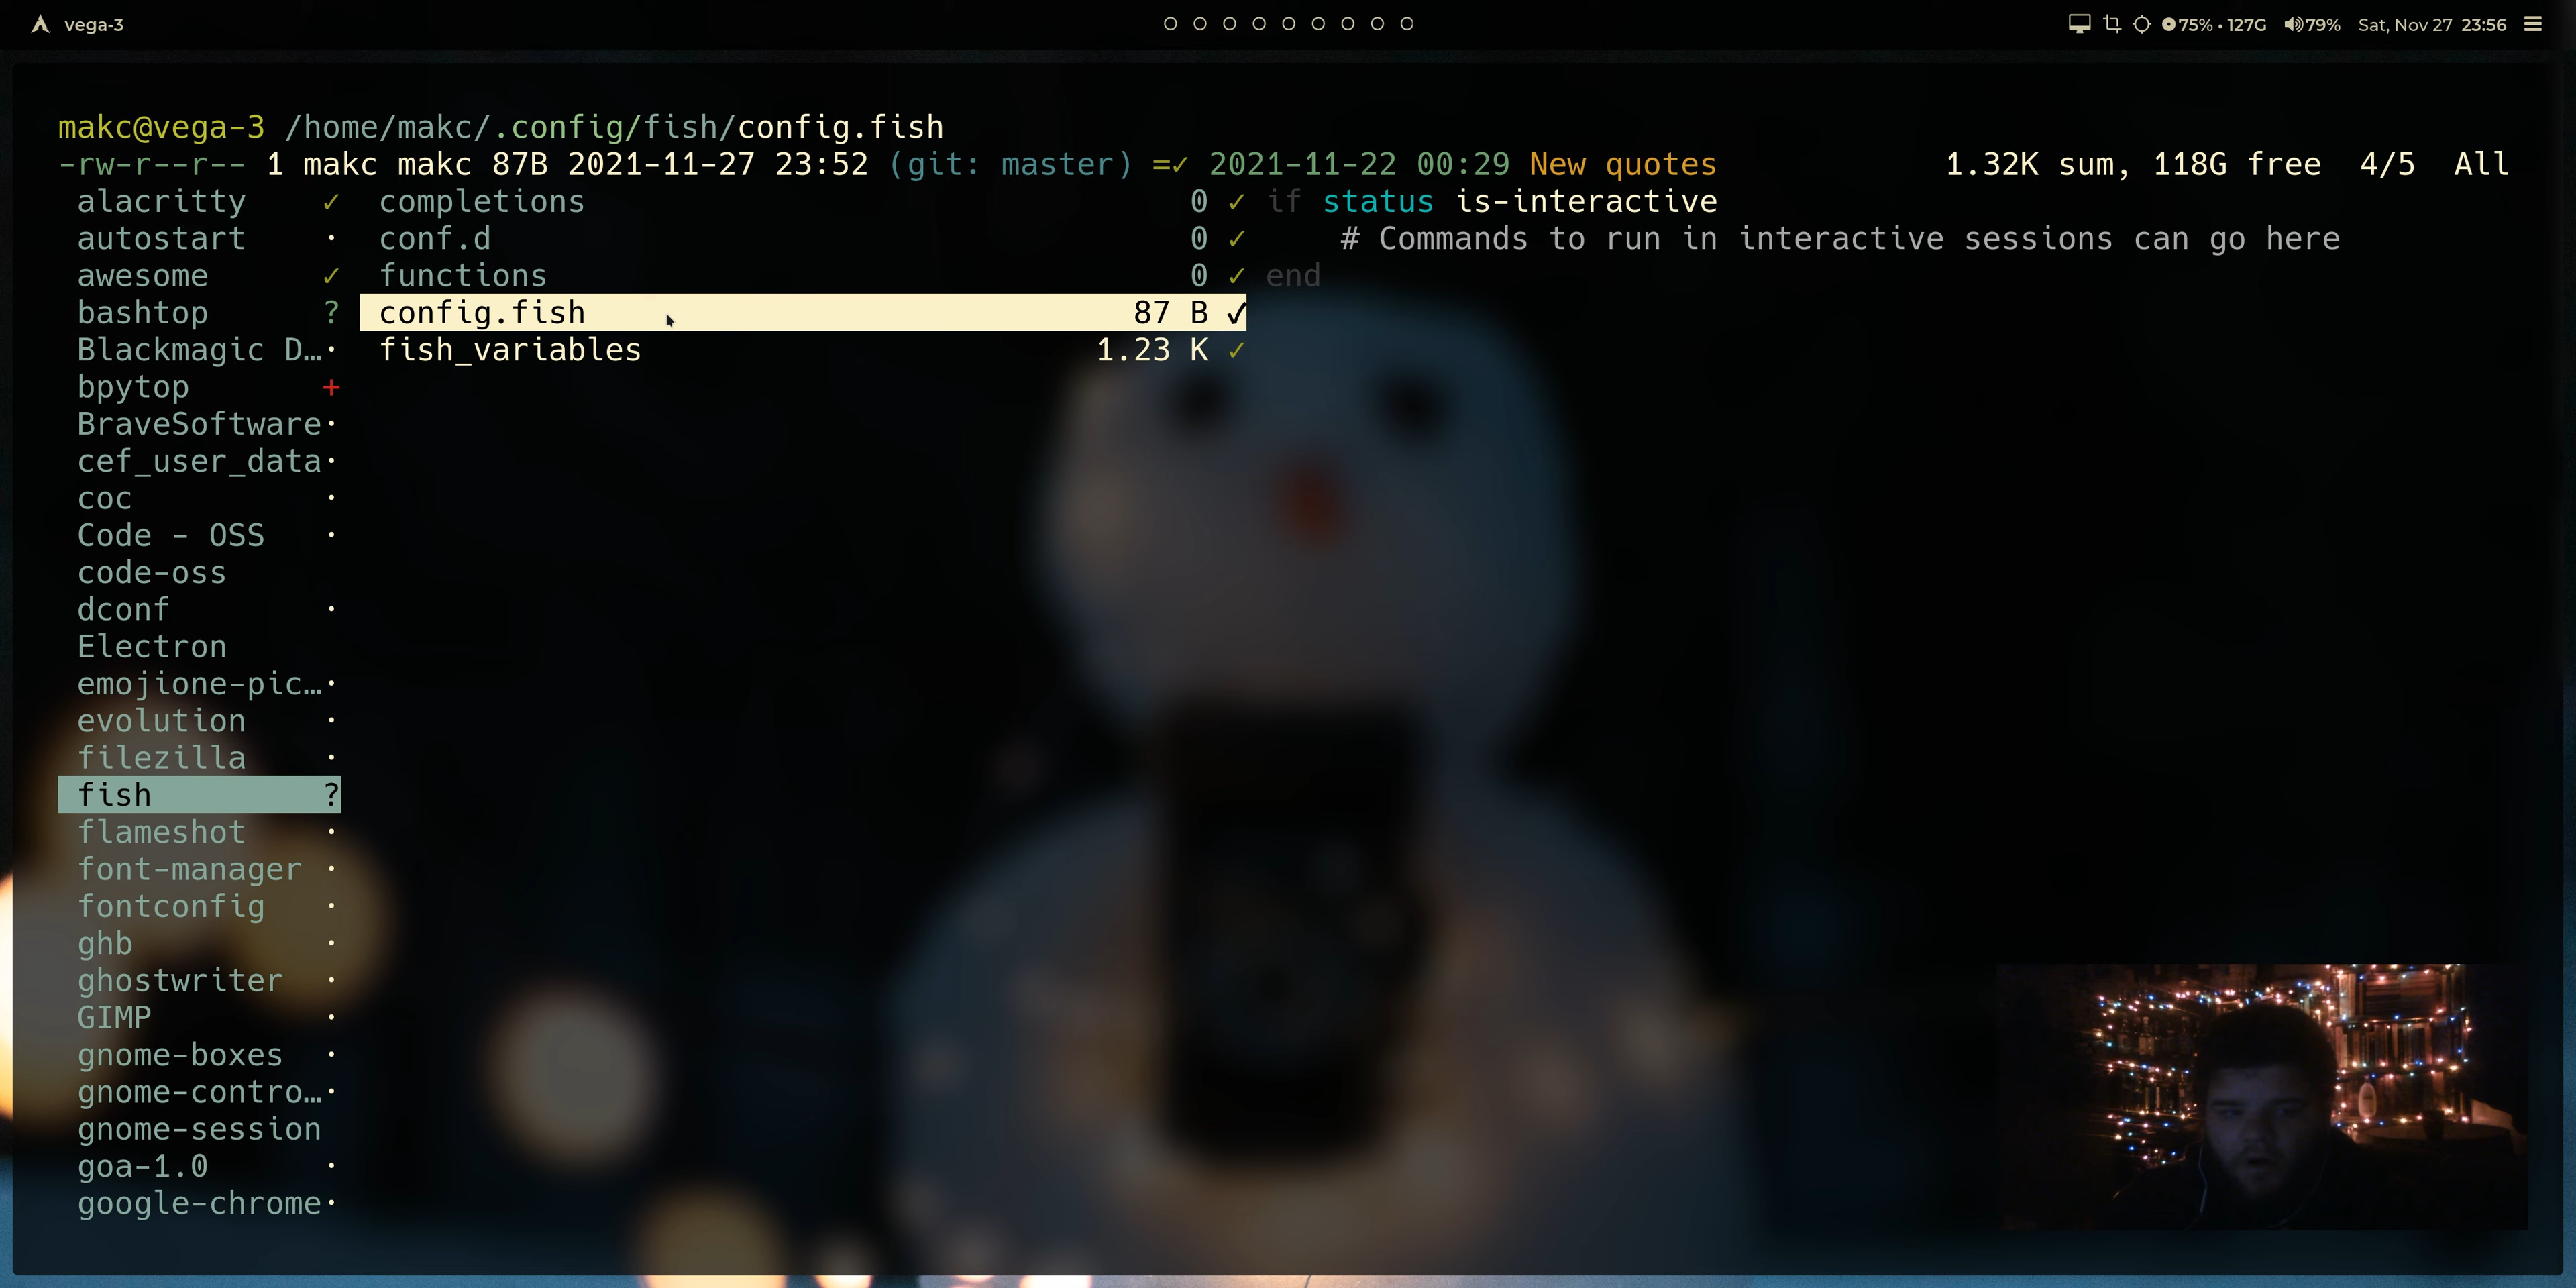 vega-3
75% • 127G 79% Sat, Nov 27 23:56
makc@vega-3 /home/makc/.config/fish/config.fish
-rw-r--r-- 1 makc makc 87B 2021-11-27 23:52 (git: master) =✓ 2021-11-22 00:29 New quotes 1.32K sum, 118G free 4/5 All
alacritty ✓ completions 0 ✓ if status is-interactive
autostart · conf.d 0 ✓ # Commands to run in interactive sessions can go here
awesome ✓ functions 0 ✓ end
bashtop ? config.fish 87 B ✓
Blackmagic D…· fish_variables 1.23 K ✓
bpytop +
BraveSoftware·
cef_user_data·
coc ·
Code - OSS ·
code-oss
dconf ·
Electron
emojione-pic…·
evolution ·
filezilla ·
fish ?
flameshot ·
font-manager ·
fontconfig ·
ghb ·
ghostwriter ·
GIMP ·
gnome-boxes ·
gnome-contro…·
gnome-session
goa-1.0 ·
google-chrome·